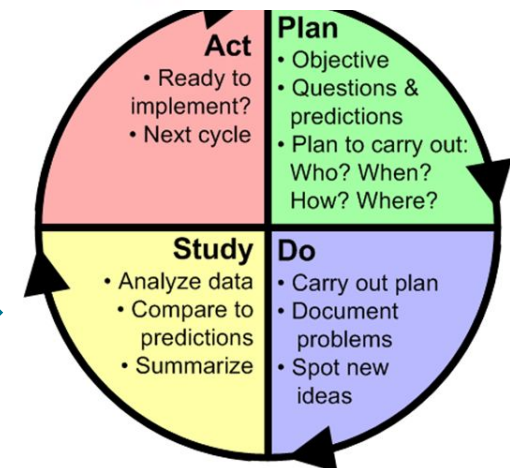 Act
• Ready to
implement?
• Next cycle
Plan
• Objective
• Questions &
predictions
• Plan to carry out:
Who? When?
How? Where?
Study
• Analyze data
• Compare to
predictions
• Summarize
Do
• Carry out plan
• Document
problems
• Spot new
ideas